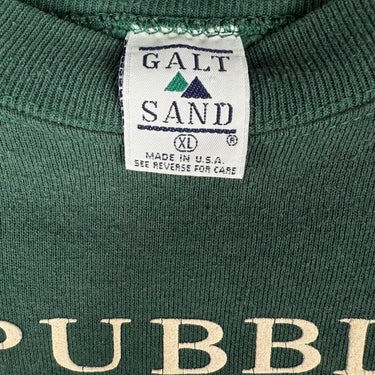 GALT
SAND
XL
®
MADE IN U.S.A.
SEE REVERSE FOR CARE
PUBBL